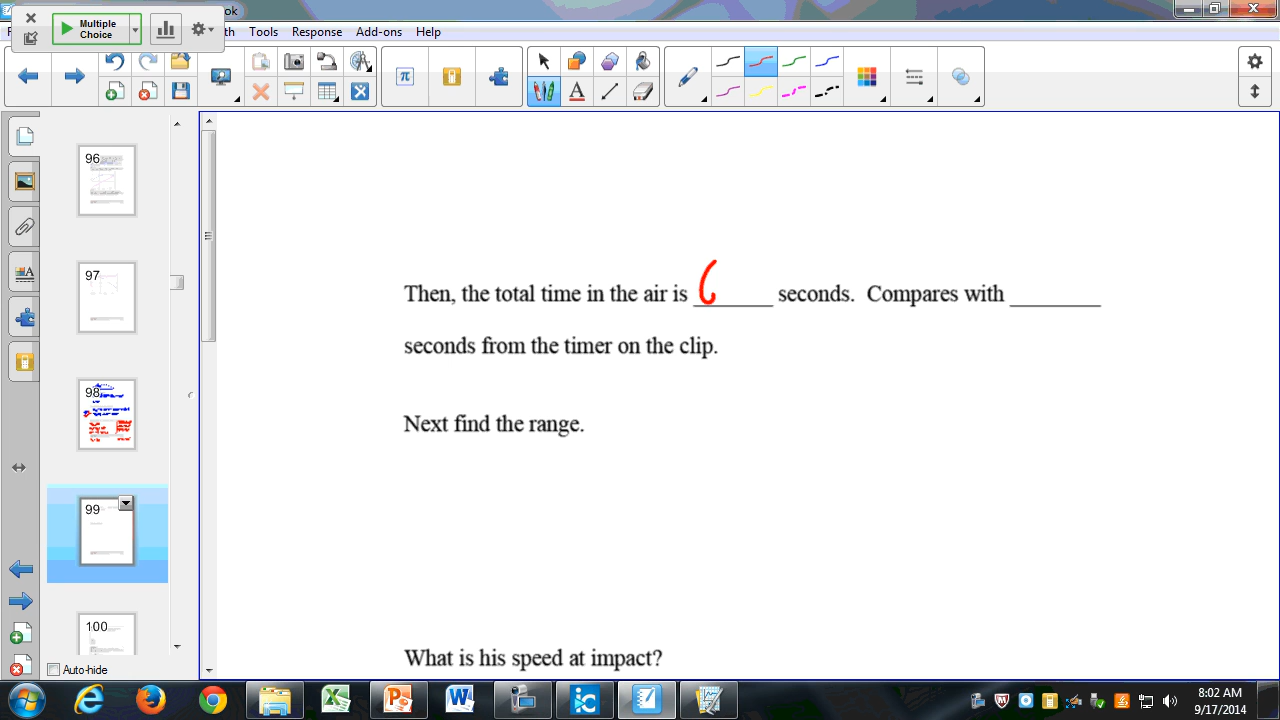 Multiple
Choice
ok
th Tools Response Add-ons Help
96
97
98
99
100
Auto-hide
Then, the total time in the air is 6______ seconds. Compares with ________
seconds from the timer on the clip.
Next find the range.
What is his speed at impact?
8:02 AM
9/17/2014